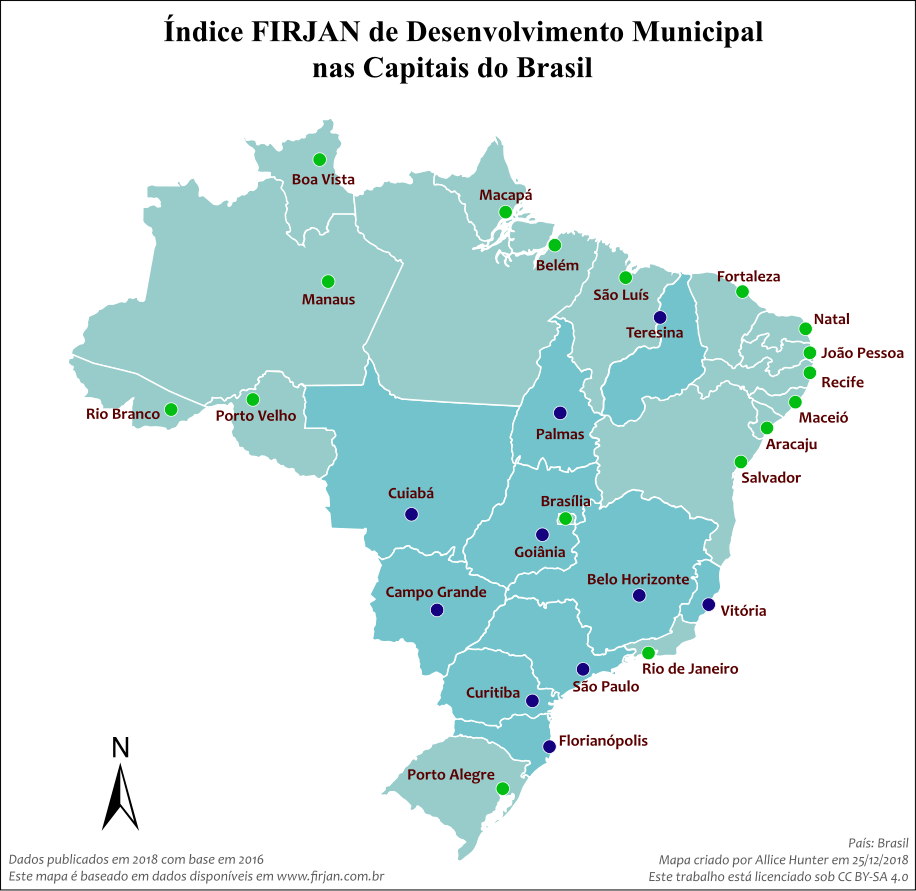 Índice FIRJAN de Desenvolvimento Municipal
nas Capitais do Brasil
Boa Vista
Macapá
Belém
Manaus
São Luís
Fortaleza
Teresina
Natal
João Pessoa
Recife
Rio Branco
Porto Velho
Maceió
Palmas
Aracaju
Salvador
Cuiabá
Brasília
Goiânia
Belo Horizonte
Campo Grande
Vitória
Rio de Janeiro
São Paulo
Curitiba
Florianópolis
Porto Alegre
N
Dados publicados em 2018 com base em 2016
Este mapa é baseado em dados disponíveis em www.firjan.com.br
País: Brasil
Mapa criado por Allice Hunter em 25/12/2018
Este trabalho está licenciado sob CC BY-SA 4.0